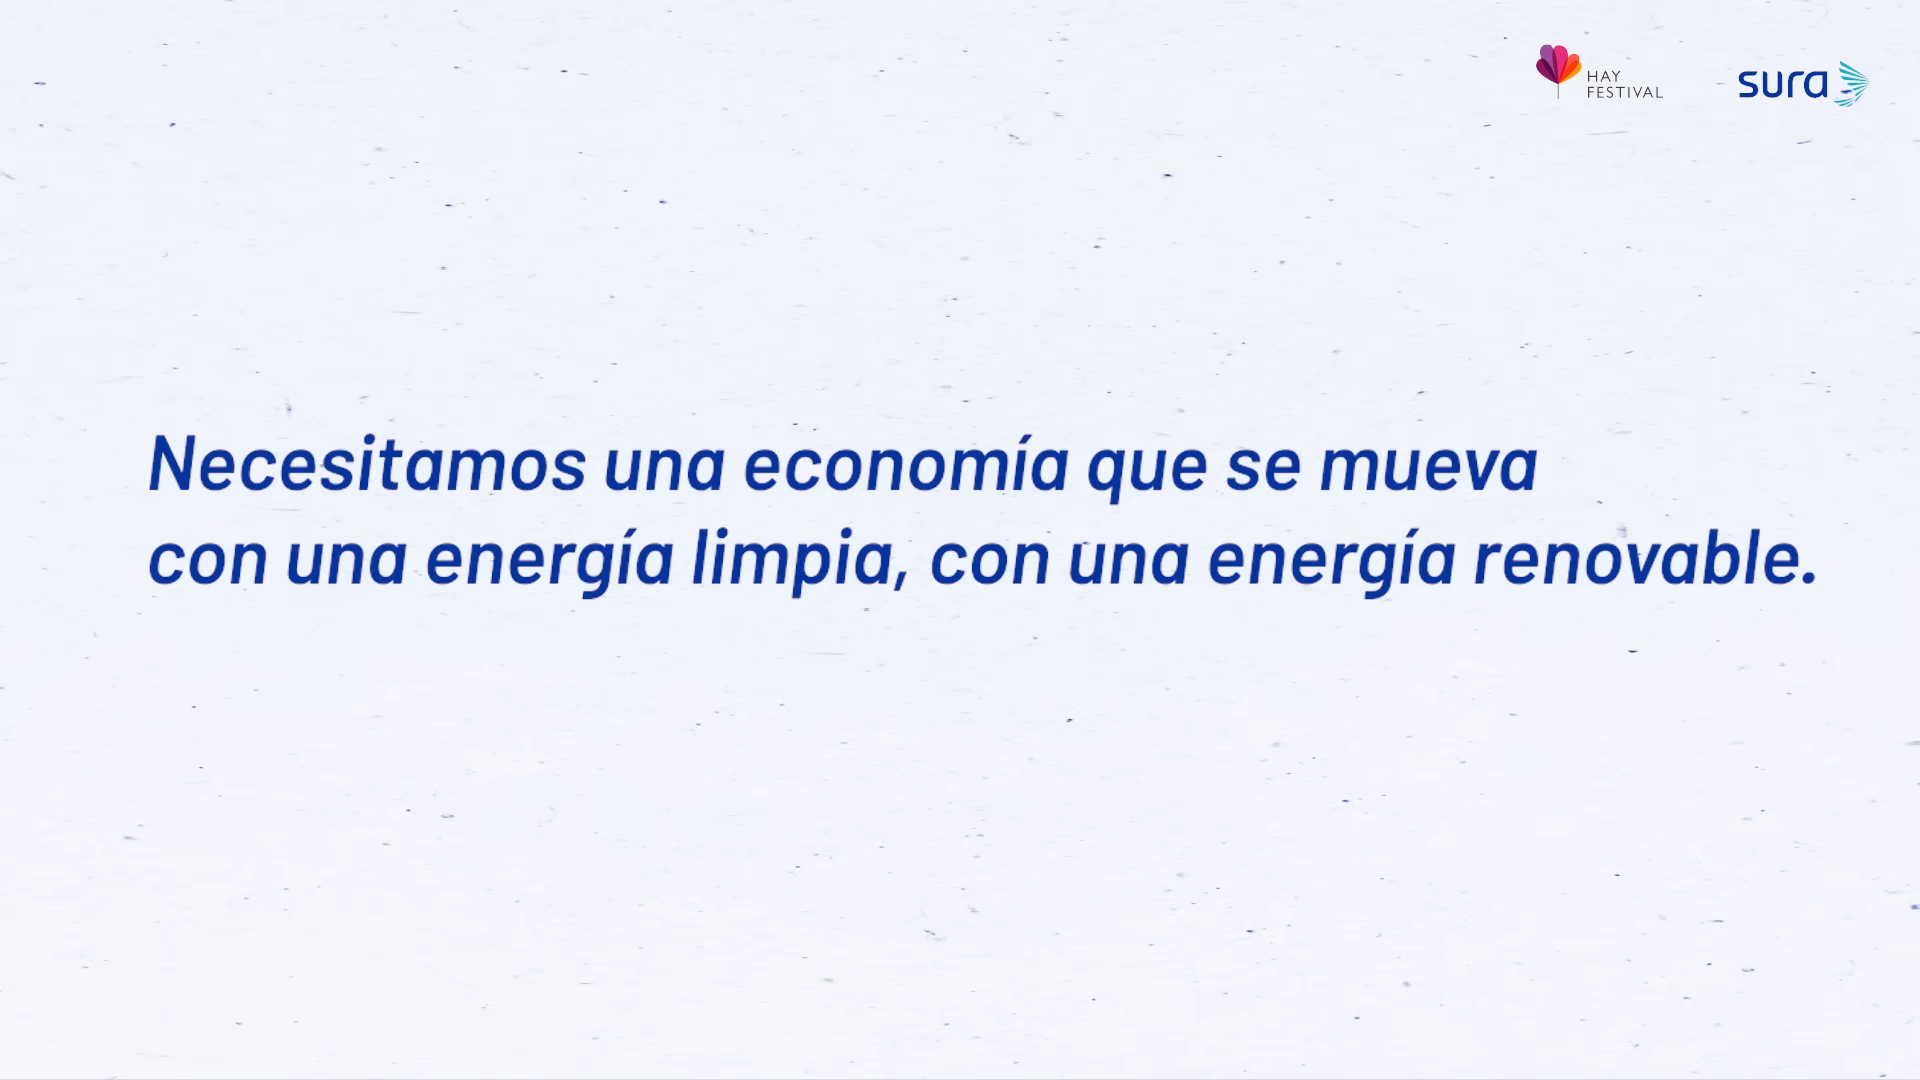 HAY
FESTIVAL
sura
Necesitamos una economía que se mueva
con una energía limpia, con una energía renovable.